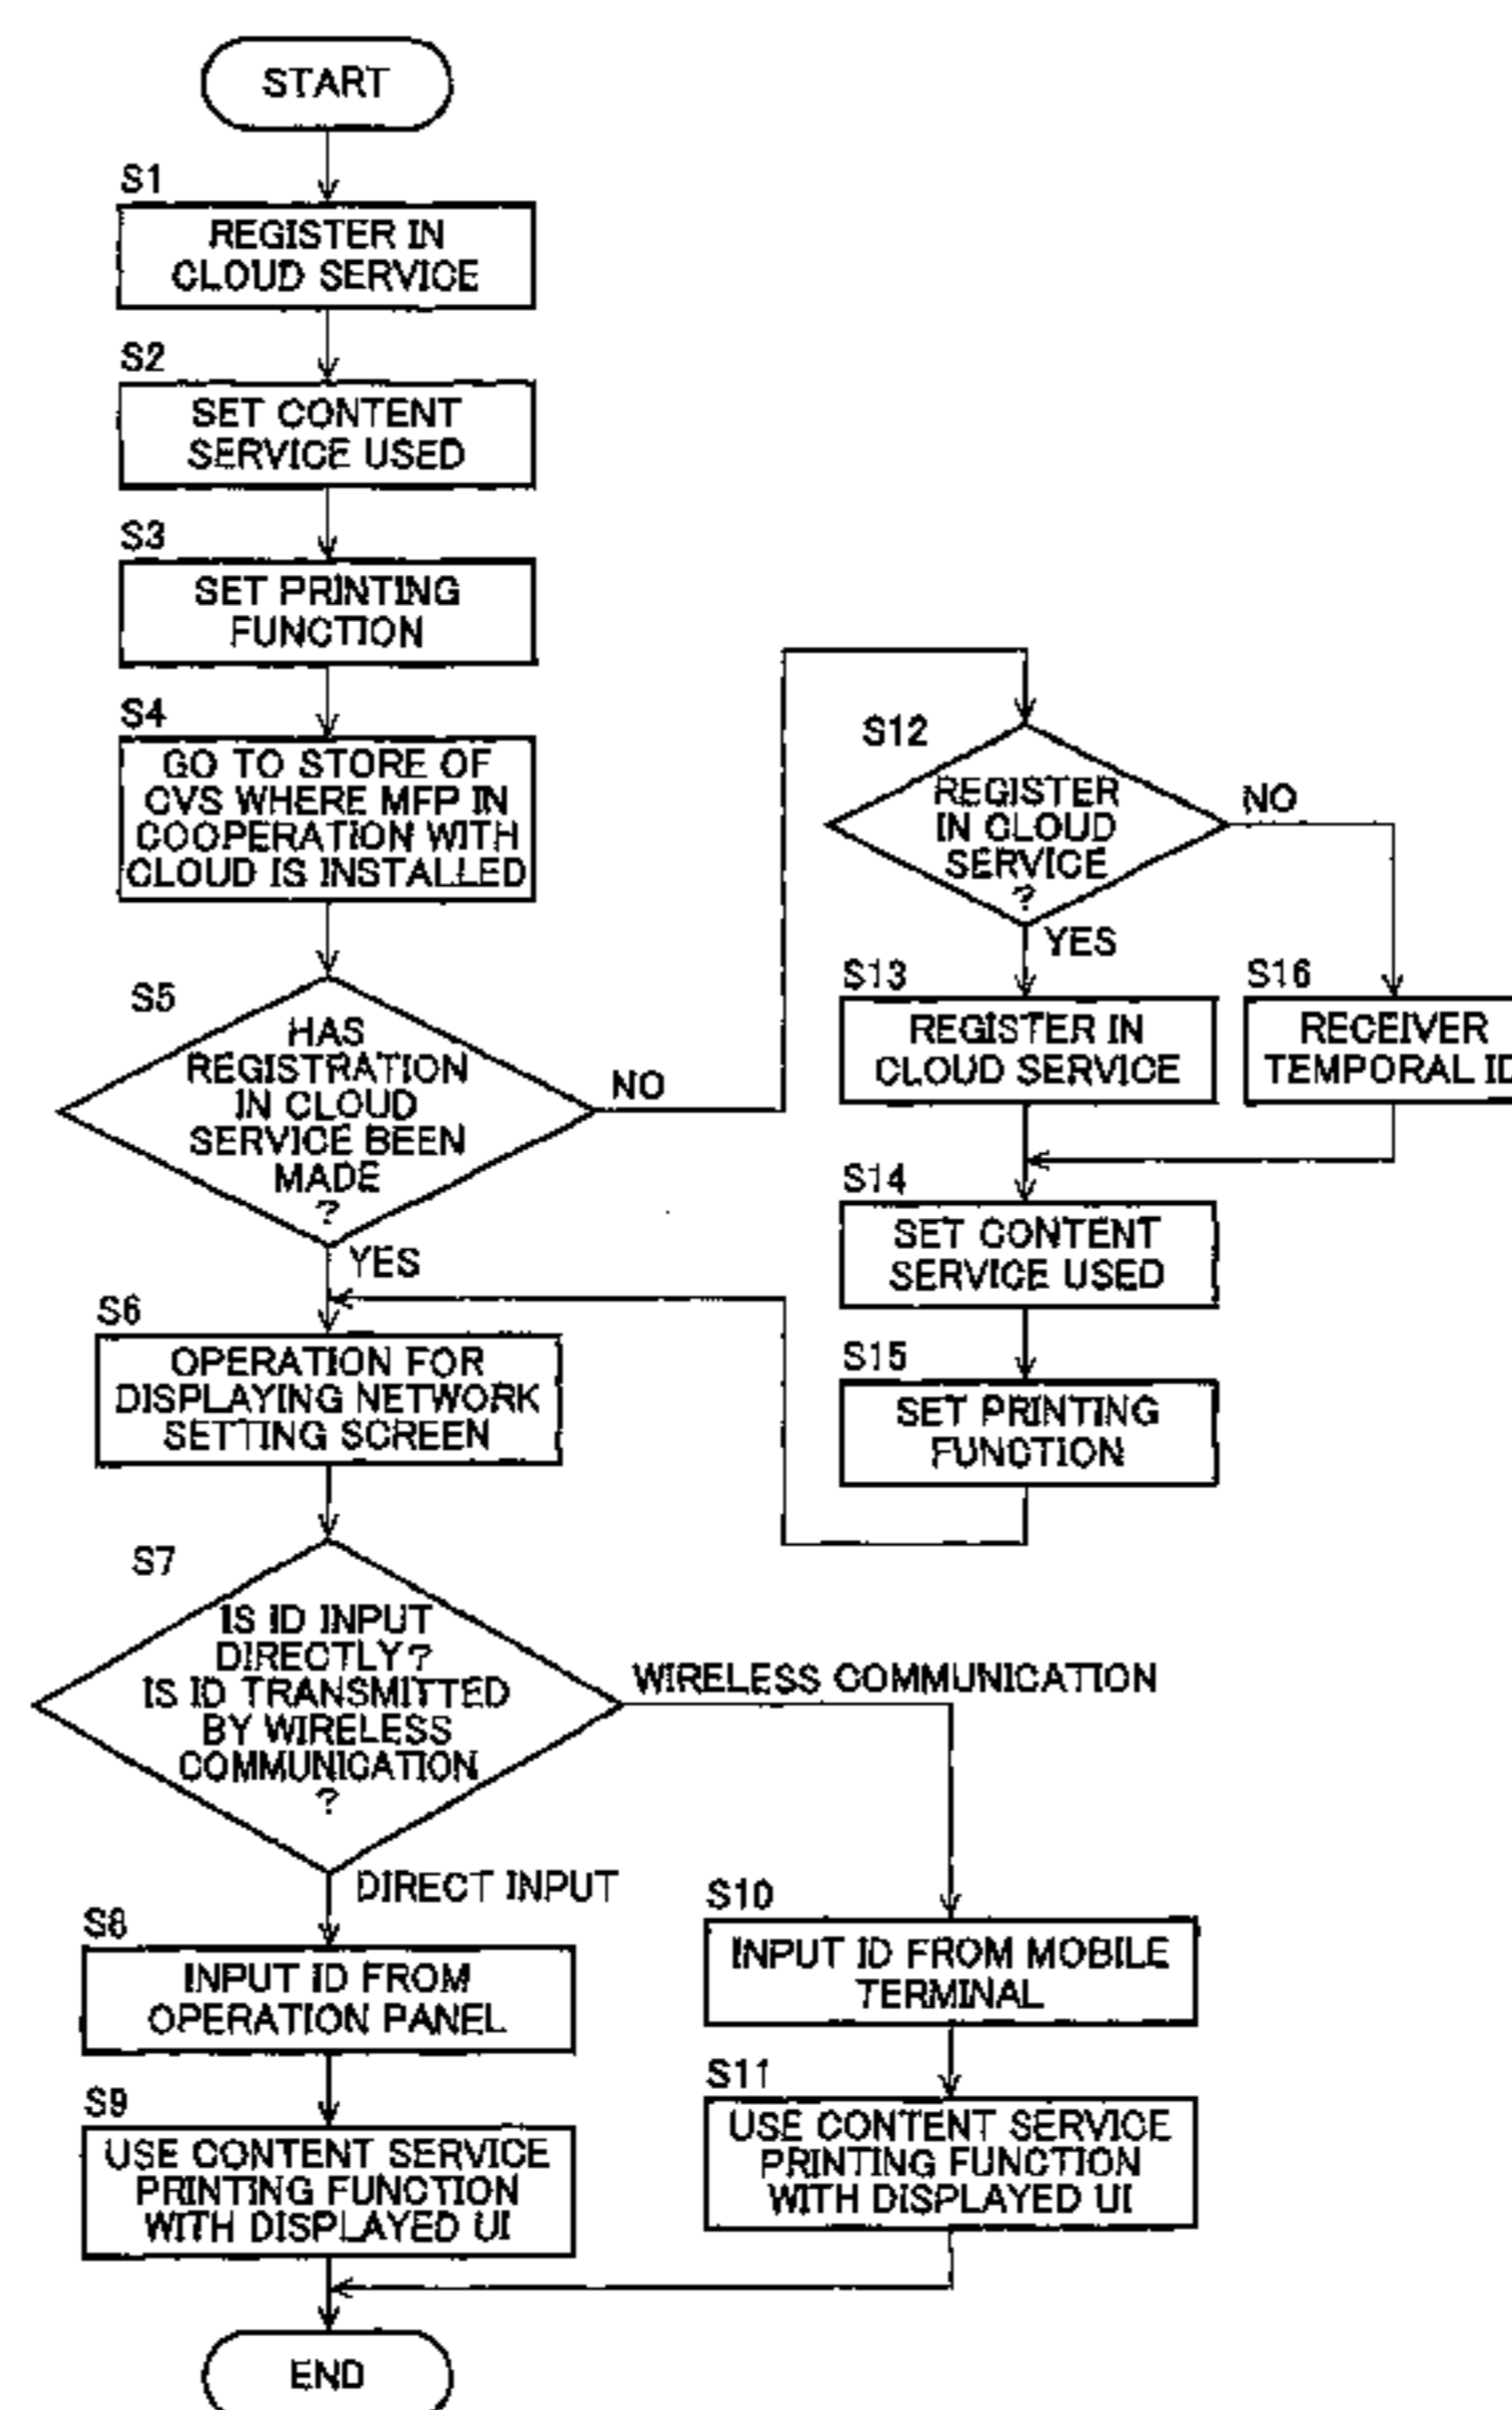 START
S1
REGISTER IN
CLOUD SERVICE
S2
SET CONTENT
SERVICE USED
S3
SET PRINTING
FUNCTION
S4
GO TO STORE OF
CVS WHERE MFP IN
COOPERATION WITH
CLOUD IS INSTALLED
S5
HAS
REGISTRATION
IN CLOUD
SERVICE BEEN
MADE
?
NO
YES
S6
OPERATION FOR
DISPLAYING NETWORK
SETTING SCREEN
S7
IS ID INPUT
DIRECTLY?
IS ID TRANSMITTED
BY WIRELESS
COMMUNICATION
?
WIRELESS COMMUNICATION
DIRECT INPUT
S8
INPUT ID FROM
OPERATION PANEL
S9
USE CONTENT SERVICE
PRINTING FUNCTION
WITH DISPLAYED UI
S10
INPUT ID FROM MOBILE
TERMINAL
S11
USE CONTENT SERVICE
PRINTING FUNCTION
WITH DISPLAYED UI
S12
REGISTER
IN CLOUD
SERVICE
?
NO
YES
S13
REGISTER IN
CLOUD SERVICE
S16
RECEIVER
TEMPORAL ID
S14
SET CONTENT
SERVICE USED
S15
SET PRINTING
FUNCTION
END